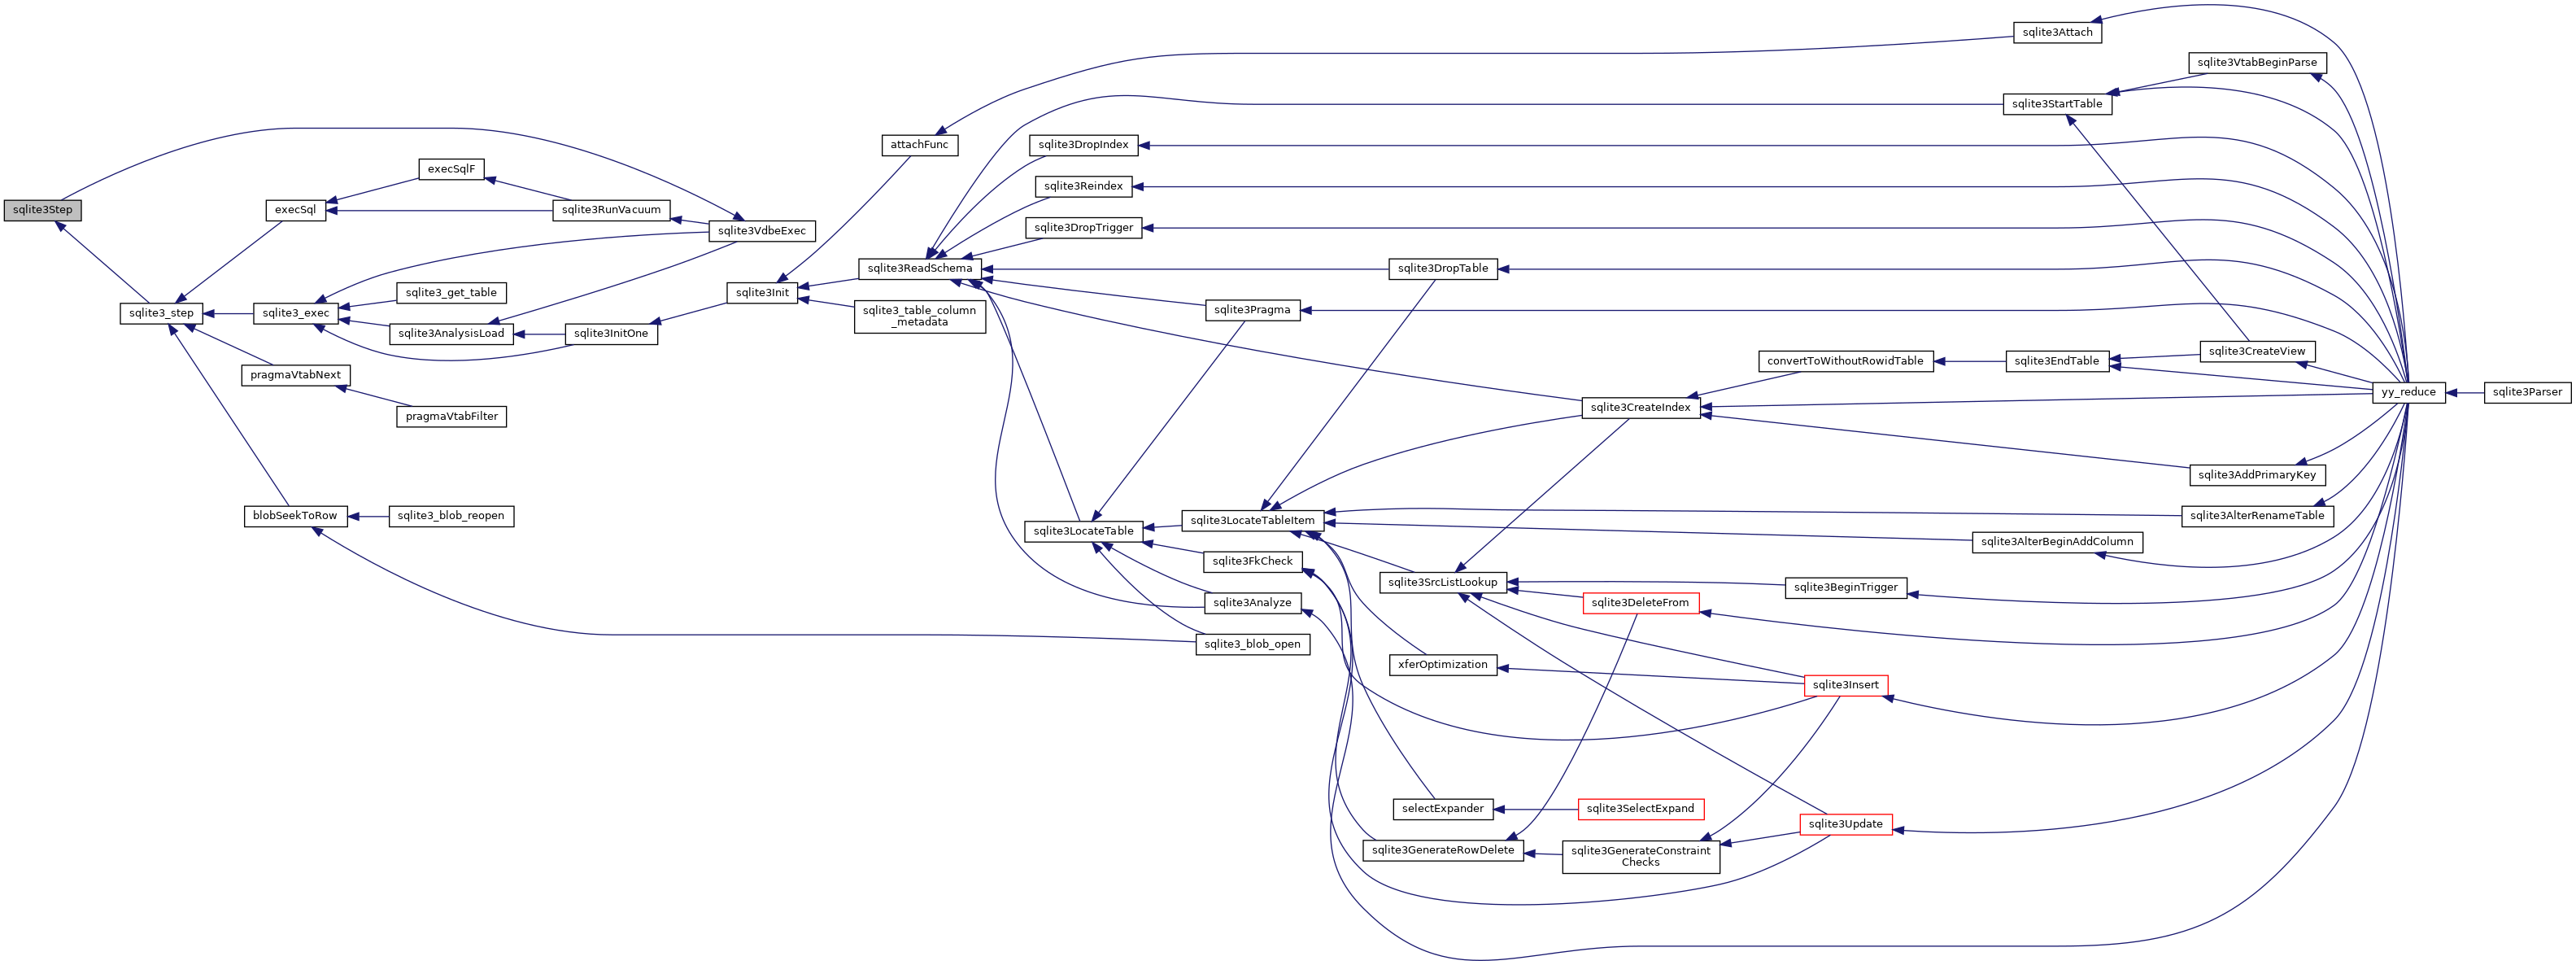 sqlite3Step
sqlite3_step
execSql
sqlite3_exec
pragmaVtabNext
blobSeekToRow
execSqlF
sqlite3_get_table
sqlite3AnalysisLoad
pragmaVtabFilter
sqlite3_blob_reopen
sqlite3RunVacuum
sqlite3InitOne
sqlite3VdbeExec
sqlite3Init
attachFunc
sqlite3ReadSchema
sqlite3_table_column
_metadata
sqlite3DropIndex
sqlite3Reindex
sqlite3DropTrigger
sqlite3LocateTable
sqlite3Pragma
sqlite3LocateTableItem
sqlite3FkCheck
sqlite3Analyze
sqlite3_blob_open
sqlite3DropTable
sqlite3SrcListLookup
xferOptimization
selectExpander
sqlite3GenerateRowDelete
sqlite3CreateIndex
sqlite3DeleteFrom
sqlite3SelectExpand
sqlite3GenerateConstraint
Checks
convertToWithoutRowidTable
sqlite3BeginTrigger
sqlite3Insert
sqlite3Update
sqlite3Attach
sqlite3StartTable
sqlite3EndTable
sqlite3AlterBeginAddColumn
sqlite3VtabBeginParse
sqlite3CreateView
sqlite3AddPrimaryKey
sqlite3AlterRenameTable
yy_reduce
sqlite3Parser